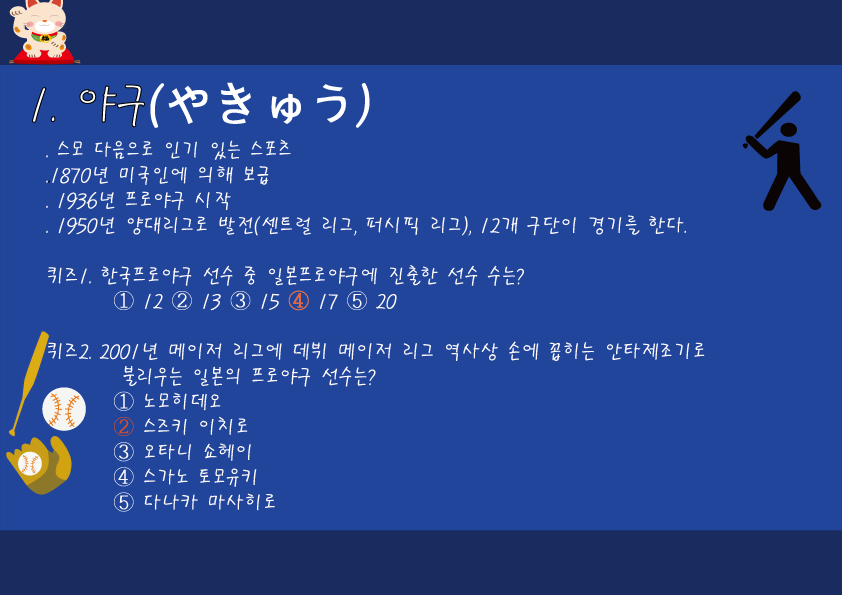 1. 야구(やきゅう)
. 스모 다음으로 인기 있는 스포츠
.1870년 미국인에 의해 보급
. 1936년 프로야구 시작
. 1950년 양대리그로 발전(센트럴 리그, 퍼시픽 리그), 12개 구단이 경기를 한다.
퀴즈1. 한국프로야구 선수 중 일본프로야구에 진출한 선수 수는?
① 12 ② 13 ③ 15 ④ 17 ⑤ 20
퀴즈2. 2001년 메이저 리그에 데뷔 메이저 리그 역사상 손에 꼽히는 안타제조기로
불리우는 일본의 프로야구 선수는?
① 노모히데오
② 스즈키 이치로
③ 오타니 쇼헤이
④ 스가노 토모유키
⑤ 다나카 마사히로